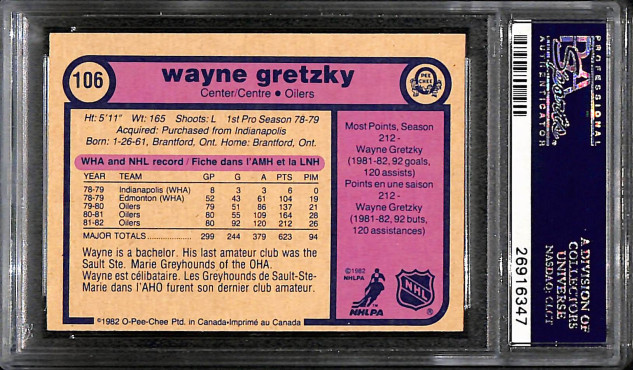 106
wayne gretzky
Center/Centre • Oilers
O
PEE
CHEE
Ht: 5'11" Wt: 165 Shoots: L 1st Pro Season 78-79
Acquired: Purchased from Indianapolis
Born: 1-26-61, Brantford, Ont. Home: Brantford, Ont.
WHA and NHL record / Fiche dans l'AMH et la LNH
YEAR TEAM GP G A PTS PIM
78-79 Indianapolis (WHA) 8 3 3 6 0
78-79 Edmonton (WHA) 52 43 61 104 19
79-80 Oilers 79 51 86 137 21
80-81 Oilers 80 55 109 164 28
81-82 Oilers 80 92 120 212 26
MAJOR TOTALS 299 244 379 623 94
Wayne is a bachelor. His last amateur club was the
Sault Ste. Marie Greyhounds of the OHA.
Wayne est célibataire. Les Greyhounds de Sault-Ste-
Marie dans l'AHO furent son dernier club amateur.
©1982 O-Pee-Chee Ptd. in Canada-Imprimé au Canada
Most Points, Season
212 -
Wayne Gretzky
(1981-82, 92 goals,
120 assists)
Points en une saison
212 -
Wayne Gretzky
(1981-82, 92 buts,
120 assistances)
©1982
NHLPA
NHLPA
NHL
®
26916347
PROFESSIONAL
SPORTS
AUTHENTICATOR
PSA
A DIVISION OF
COLLECTORS
UNIVERSE
NASDAQ: CLCT